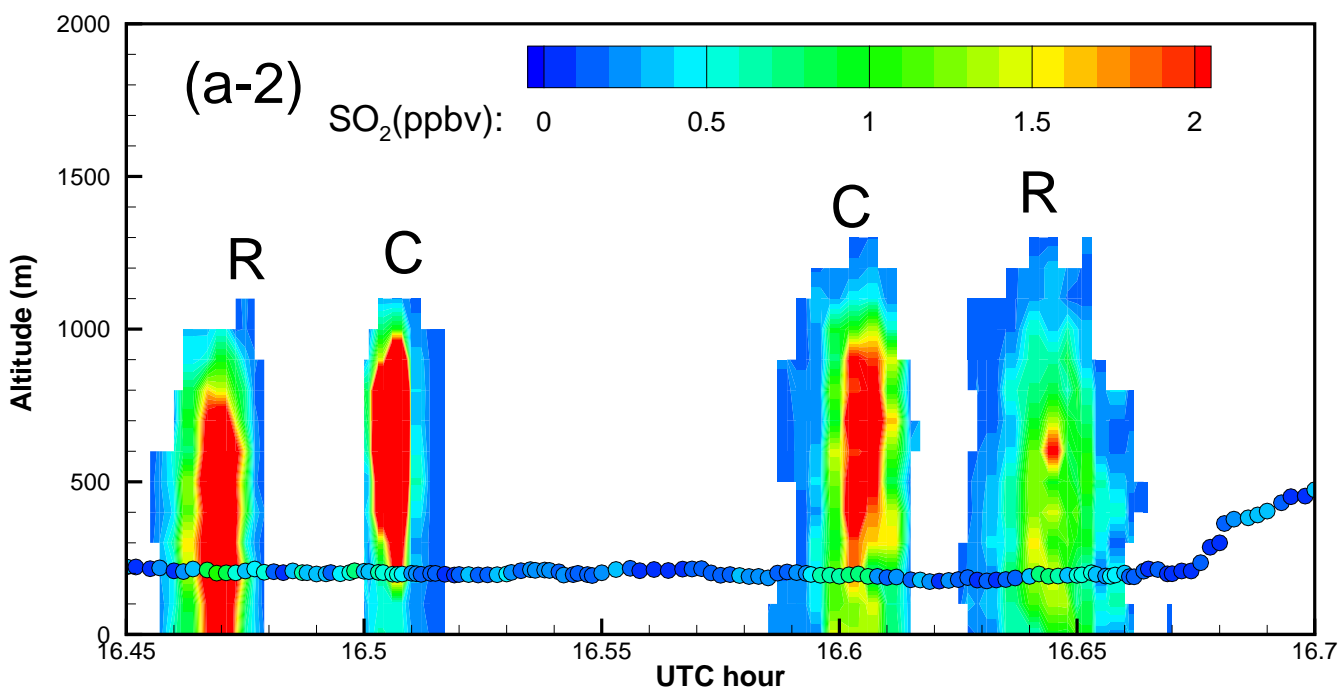 2000
(a-2)
SO₂(ppbv): 0 0.5 1 1.5 2
1500
R C C R
1000
Altitude (m)
500
0
16.45 16.5 16.55 16.6 16.65 16.7
UTC hour